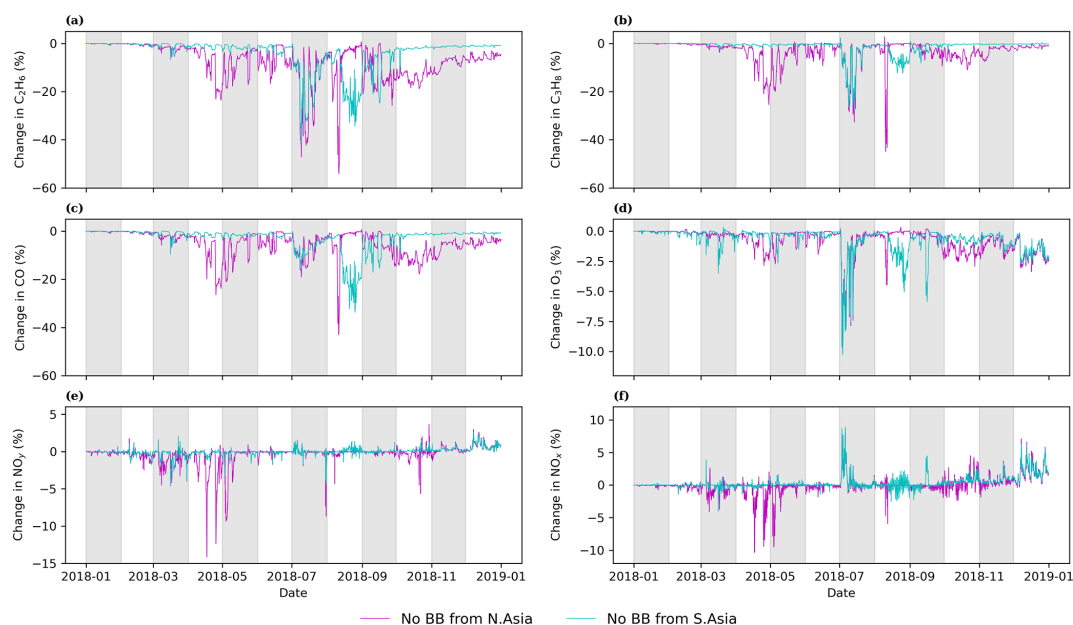 (a)
(b)
0
−20
−40
−60
Change in C₂H₆ (%)
0
−20
−40
−60
Change in C₃H₈ (%)
(c)
(d)
0
−20
−40
−60
Change in CO (%)
0.0
−2.5
−5.0
−7.5
−10.0
Change in O₃ (%)
(e)
(f)
5
0
−5
−10
−15
Change in NOy (%)
10
5
0
−5
−10
Change in NOx (%)
2018-01 2018-03 2018-05 2018-07 2018-09 2018-11 2019-01
Date
2018-01 2018-03 2018-05 2018-07 2018-09 2018-11 2019-01
Date
No BB from N.Asia
No BB from S.Asia